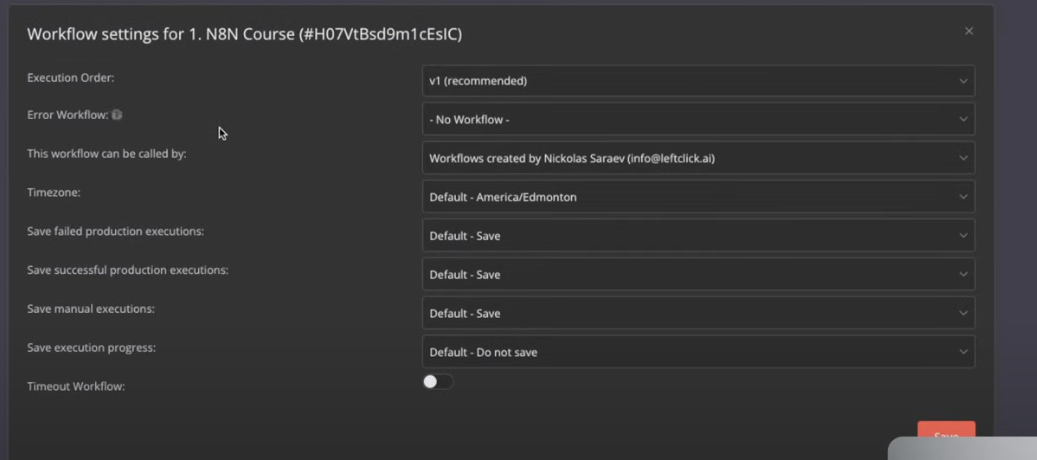 Workflow settings for 1. N8N Course (#H07VtBsd9m1cEsIC)
Execution Order: v1 (recommended)
Error Workflow: - No Workflow -
This workflow can be called by: Workflows created by Nickolas Saraev (info@leftclick.ai)
Timezone: Default - America/Edmonton
Save failed production executions: Default - Save
Save successful production executions: Default - Save
Save manual executions: Default - Save
Save execution progress: Default - Do not save
Timeout Workflow:
Save